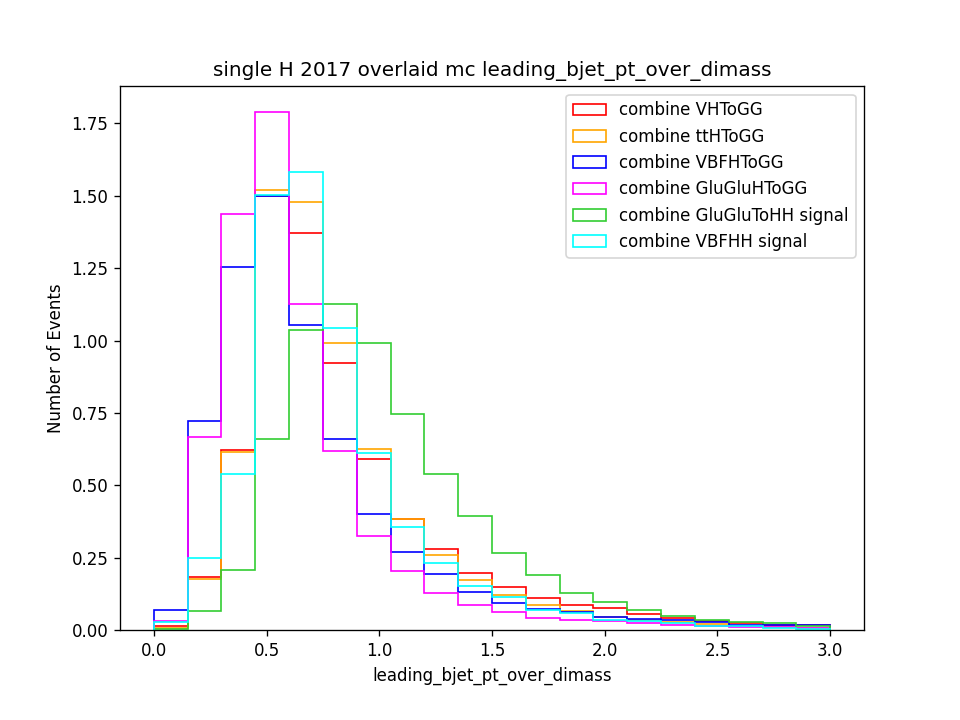 single H 2017 overlaid mc leading_bjet_pt_over_dimass
combine VHToGG
combine ttHToGG
combine VBFHToGG
combine GluGluHToGG
combine GluGluToHH signal
combine VBFHH signal
Number of Events
1.75
1.50
1.25
1.00
0.75
0.50
0.25
0.00
0.0 0.5 1.0 1.5 2.0 2.5 3.0
leading_bjet_pt_over_dimass